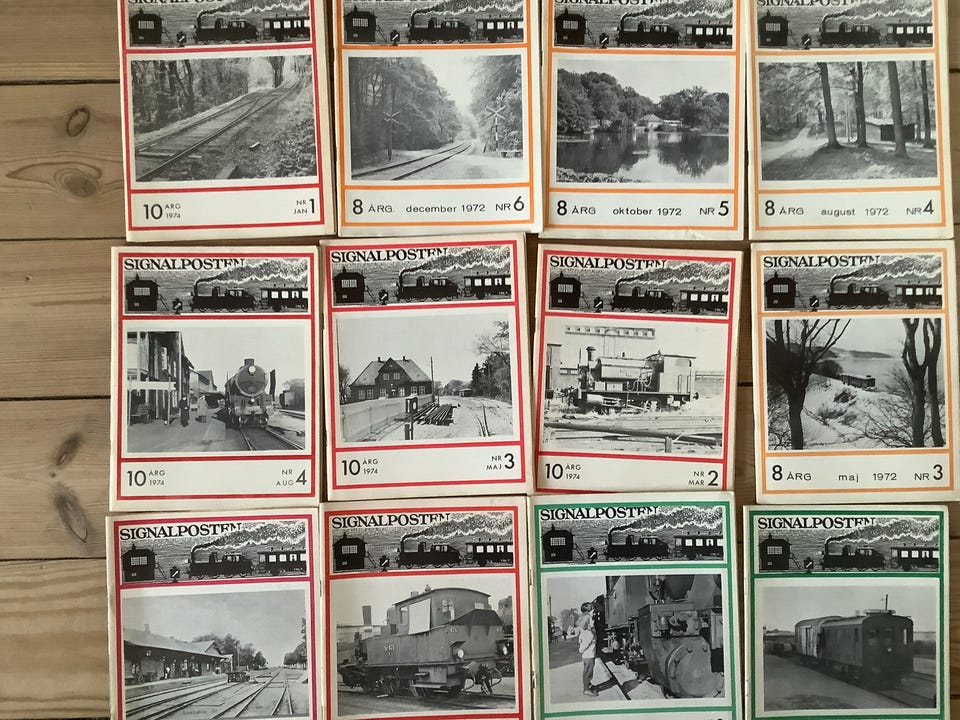 SIGNALPOSTEN
10 ÅRG 1974 NR JAN 1
SIGNALPOSTEN
8 ÅRG december 1972 NR 6
SIGNALPOSTEN
8 ÅRG oktober 1972 NR 5
SIGNALPOSTEN
8 ÅRG august 1972 NR 4
SIGNALPOSTEN
10 ÅRG 1974 NR AUG 4
SIGNALPOSTEN
10 ÅRG 1974 NR MAJ 3
SIGNALPOSTEN
10 ÅRG 1974 NR MAR 2
SIGNALPOSTEN
8 ÅRG maj 1972 NR 3
SIGNALPOSTEN
SIGNALPOSTEN
SIGNALPOSTEN
SIGNALPOSTEN